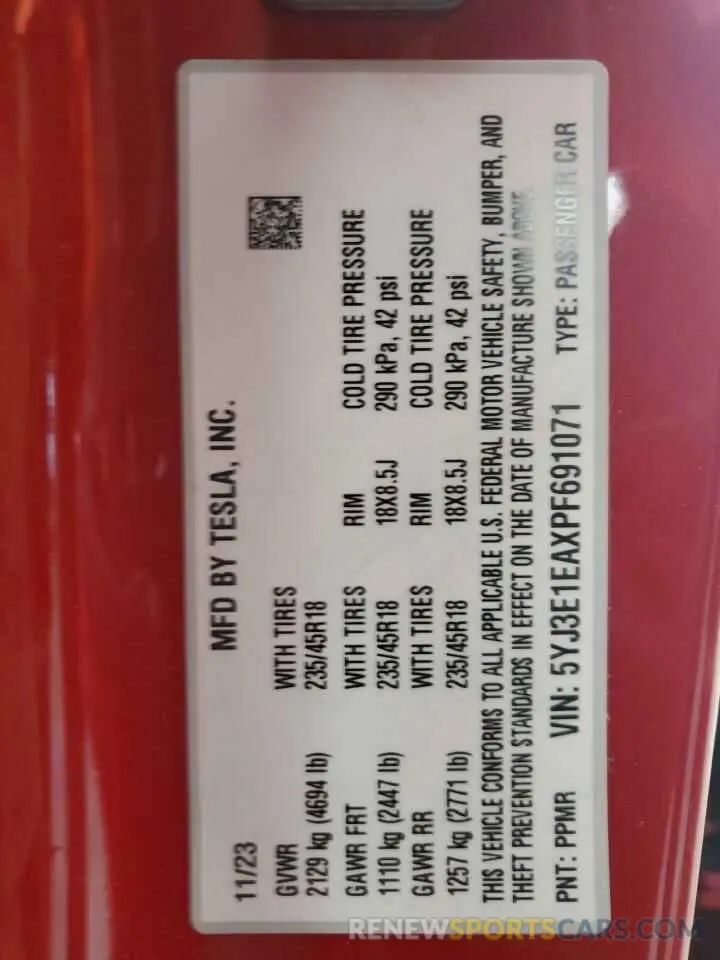 MFD BY TESLA, INC.
11/23
GVWR WITH TIRES
2129 kg (4694 lb) 235/45R18
GAWR FRT WITH TIRES RIM COLD TIRE PRESSURE
1110 kg (2447 lb) 235/45R18 18X8.5J 290 kPa, 42 psi
GAWR RR WITH TIRES RIM COLD TIRE PRESSURE
1257 kg (2771 lb) 235/45R18 18X8.5J 290 kPa, 42 psi
THIS VEHICLE CONFORMS TO ALL APPLICABLE U.S. FEDERAL MOTOR VEHICLE SAFETY, BUMPER, AND
THEFT PREVENTION STANDARDS IN EFFECT ON THE DATE OF MANUFACTURE SHOWN ABOVE.
PNT: PPMR VIN: 5YJ3E1EAXPF691071 TYPE: PASSENGER CAR
RENEWSPORTSCARS.COM